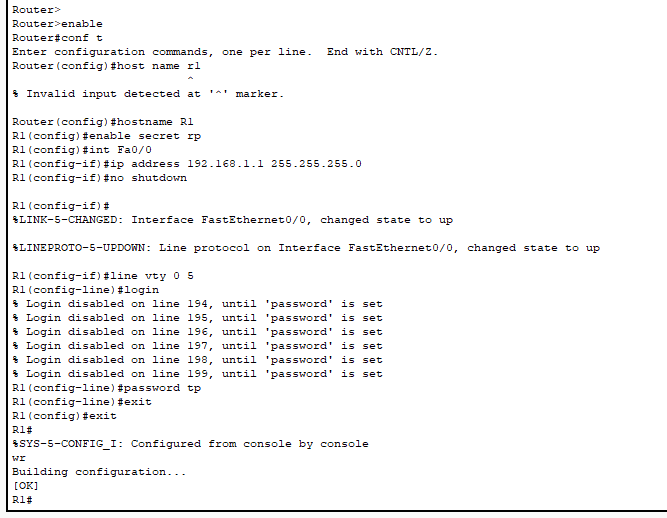 Router>
Router>enable
Router#conf t
Enter configuration commands, one per line.  End with CNTL/Z.
Router(config)#host name r1
                         ^
% Invalid input detected at '^' marker.

Router(config)#hostname R1
R1(config)#enable secret rp
R1(config)#int Fa0/0
R1(config-if)#ip address 192.168.1.1 255.255.255.0
R1(config-if)#no shutdown

R1(config-if)#
%LINK-5-CHANGED: Interface FastEthernet0/0, changed state to up

%LINEPROTO-5-UPDOWN: Line protocol on Interface FastEthernet0/0, changed state to up

R1(config-if)#line vty 0 5
R1(config-line)#login
% Login disabled on line 194, until 'password' is set
% Login disabled on line 195, until 'password' is set
% Login disabled on line 196, until 'password' is set
% Login disabled on line 197, until 'password' is set
% Login disabled on line 198, until 'password' is set
% Login disabled on line 199, until 'password' is set
R1(config-line)#password tp
R1(config-line)#exit
R1(config)#exit
R1#
%SYS-5-CONFIG_I: Configured from console by console
wr
Building configuration...
[OK]
R1#